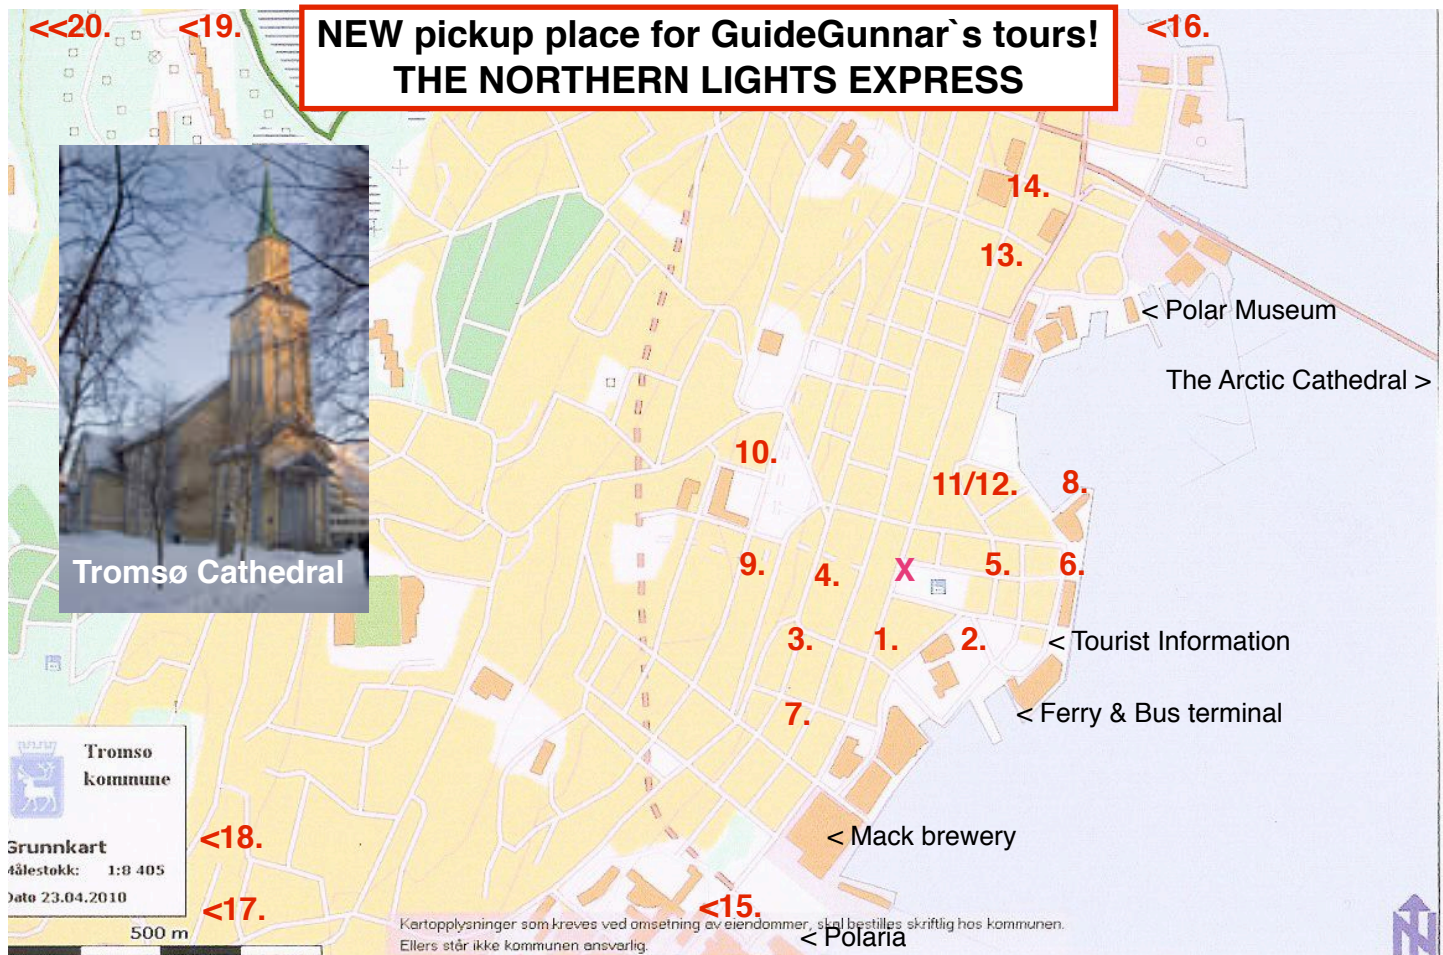 <<20.
<19.
NEW pickup place for GuideGunnar`s tours!
THE NORTHERN LIGHTS EXPRESS
<16.
14.
13.
< Polar Museum
The Arctic Cathedral >
10.
11/12.
8.
9.
4.
X
5.
6.
Tromsø Cathedral
3.
1.
2.
< Tourist Information
7.
< Ferry & Bus terminal
Tromsø
kommune
<18.
< Mack brewery
Grunnkart
Målestokk: 1:8 405
Dato 23.04.2010
<17.
<15.
500 m
Kartopplysninger som kreves ved omsetning av eiendommer, skal bestilles skriftlig hos kommunen.
< Polaria
Ellers står ikke kommunen ansvarlig.
N